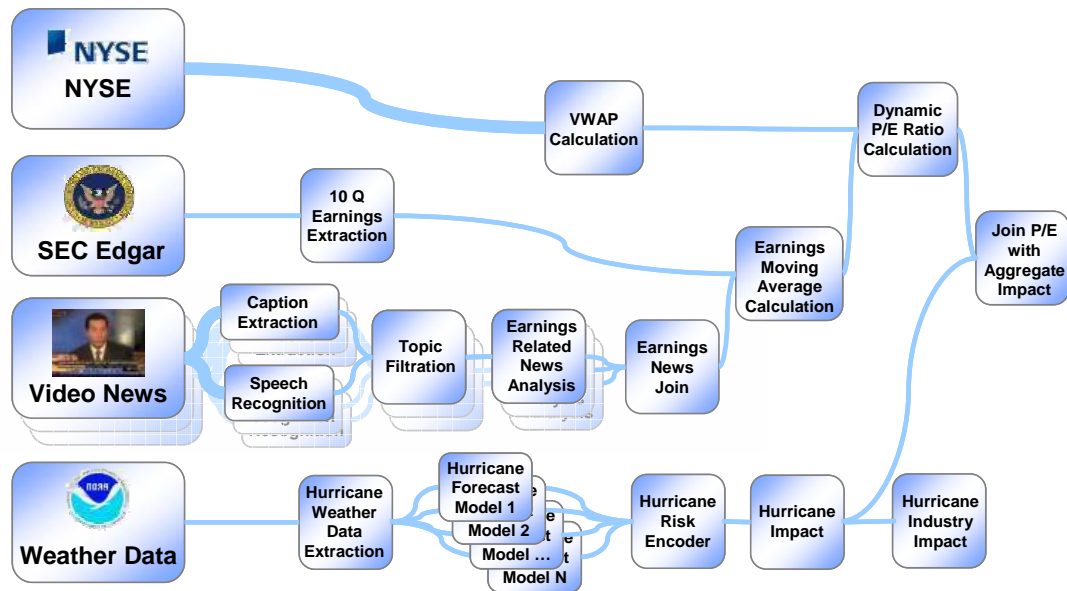 NYSE
NYSE
VWAP
Calculation
Dynamic
P/E Ratio
Calculation
SEC Edgar
10 Q
Earnings
Extraction
Earnings
Moving
Average
Calculation
Join P/E
with
Aggregate
Impact
Video News
Caption
Extraction
Speech
Recognition
Topic
Filtration
Earnings
Related
News
Analysis
Earnings
News
Join
noaa
Weather Data
Hurricane
Weather
Data
Extraction
Hurricane
Forecast
Model 1
Model 2
Model …
Model N
Hurricane
Risk
Encoder
Hurricane
Impact
Hurricane
Industry
Impact